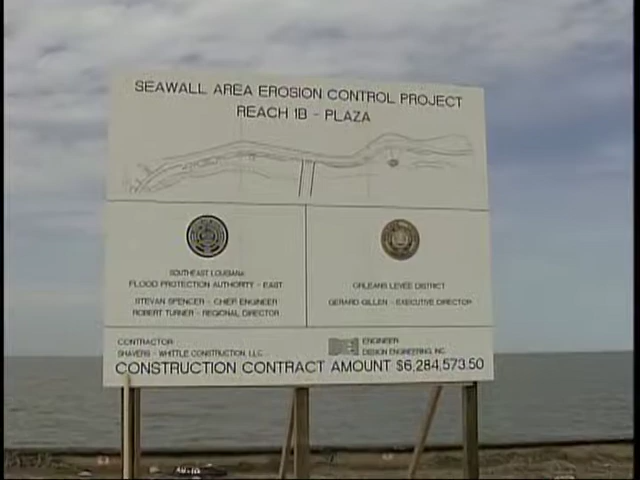 SEAWALL AREA EROSION CONTROL PROJECT
REACH 1B - PLAZA
SOUTHEAST LOUISIANA
FLOOD PROTECTION AUTHORITY - EAST
STEVAN SPENCER - CHIEF ENGINEER
ROBERT TURNER - REGIONAL DIRECTOR
ORLEANS LEVEE DISTRICT
GERARD GILLEN - EXECUTIVE DIRECTOR
CONTRACTOR
SHAVERS - WHITTLE CONSTRUCTION, LLC
ENGINEER
DESIGN ENGINEERING, INC.
CONSTRUCTION CONTRACT AMOUNT $6,284,573.50